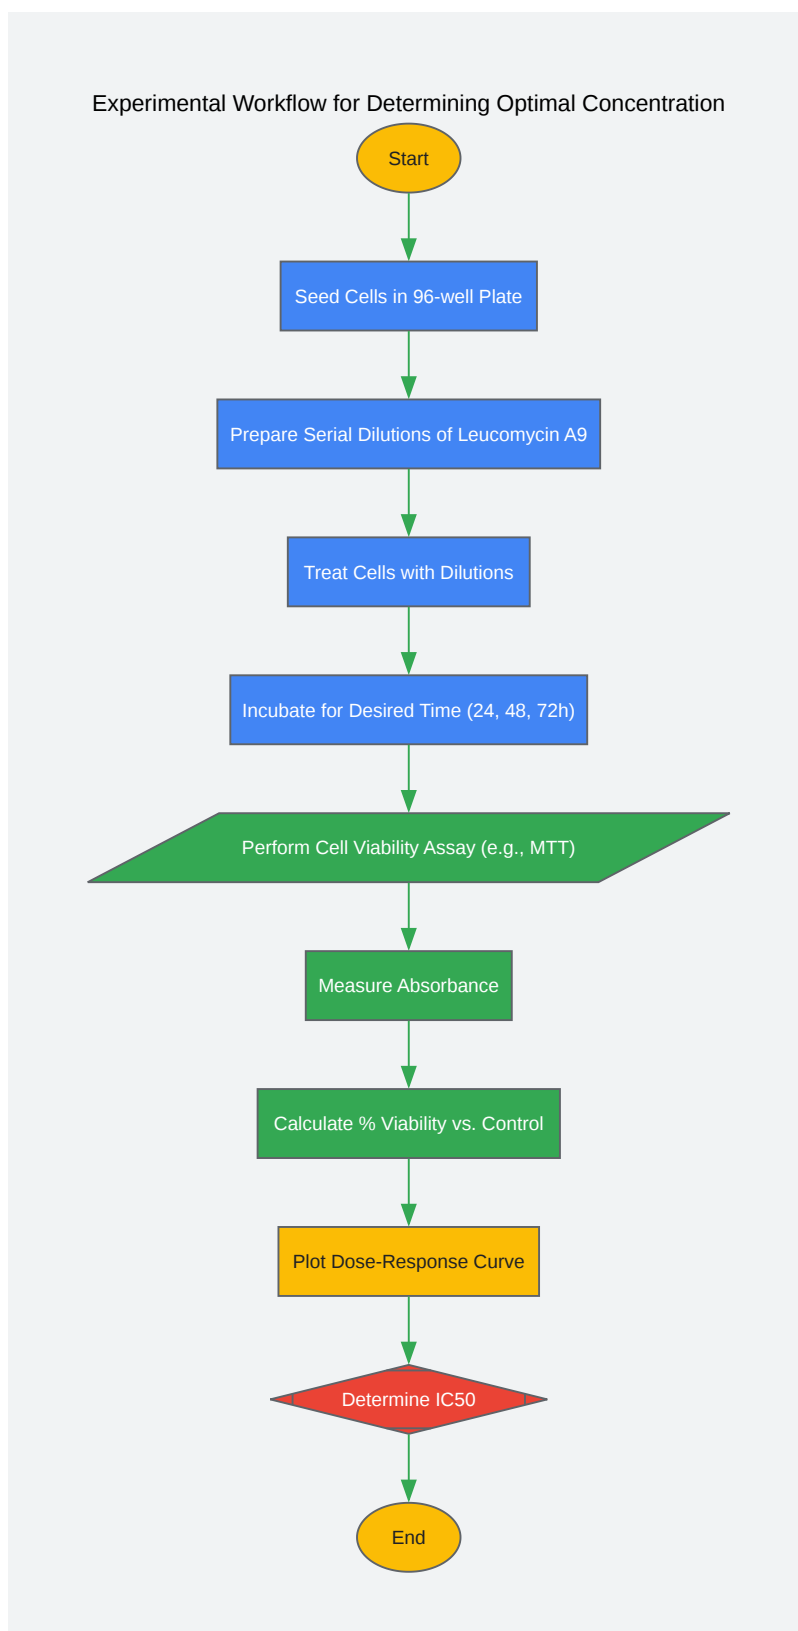 Experimental Workflow for Determining Optimal Concentration
Start
Seed Cells in 96-well Plate
Prepare Serial Dilutions of Leucomycin A9
Treat Cells with Dilutions
Incubate for Desired Time (24, 48, 72h)
Perform Cell Viability Assay (e.g., MTT)
Measure Absorbance
Calculate % Viability vs. Control
Plot Dose-Response Curve
Determine IC50
End